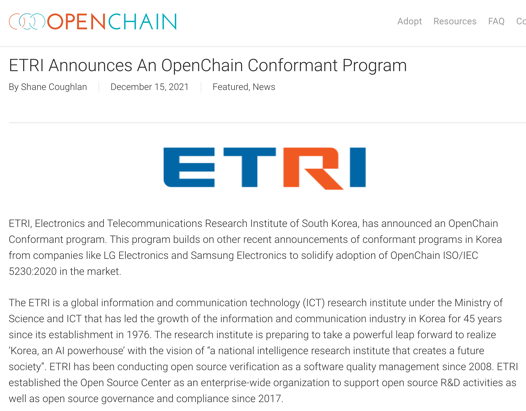 OPENCHAIN
Adopt Resources FAQ Co
ETRI Announces An OpenChain Conformant Program
By Shane Coughlan December 15, 2021 Featured, News
ETRI
ETRI, Electronics and Telecommunications Research Institute of South Korea, has announced an OpenChain
Conformant program. This program builds on other recent announcements of conformant programs in Korea
from companies like LG Electronics and Samsung Electronics to solidify adoption of OpenChain ISO/IEC
5230:2020 in the market.
The ETRI is a global information and communication technology (ICT) research institute under the Ministry of
Science and ICT that has led the growth of the information and communication industry in Korea for 45 years
since its establishment in 1976. The research institute is preparing to take a powerful leap forward to realize
‘Korea, an AI powerhouse’ with the vision of “a national intelligence research institute that creates a future
society”. ETRI has been conducting open source verification as a software quality management since 2008. ETRI
established the Open Source Center as an enterprise-wide organization to support open source R&D activities as
well as open source governance and compliance since 2017.